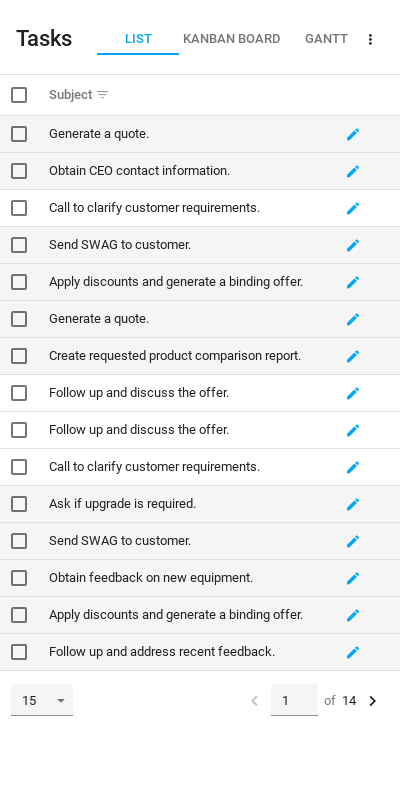 Tasks
LIST KANBAN BOARD GANTT
Subject
Generate a quote.
Obtain CEO contact information.
Call to clarify customer requirements.
Send SWAG to customer.
Apply discounts and generate a binding offer.
Generate a quote.
Create requested product comparison report.
Follow up and discuss the offer.
Follow up and discuss the offer.
Call to clarify customer requirements.
Ask if upgrade is required.
Send SWAG to customer.
Obtain feedback on new equipment.
Apply discounts and generate a binding offer.
Follow up and address recent feedback.
15 1 of 14